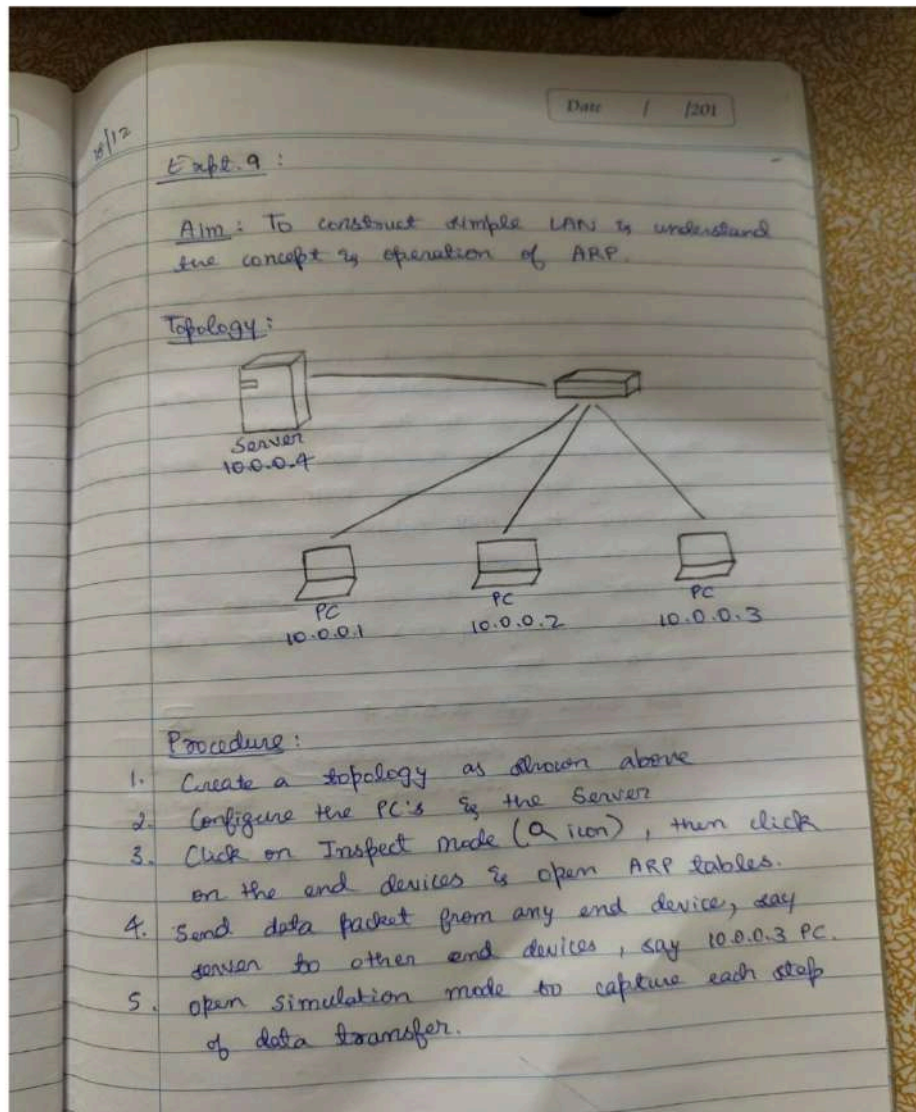 Date / /201
18/12
Expt. 9 :
Aim : To construct simple LAN & understand
the concept & operation of ARP.
Topology :
Server
10.0.0.4
PC
10.0.0.1
PC
10.0.0.2
PC
10.0.0.3
Procedure :
1. Create a topology as shown above
2. Configure the PC's & the Server
3. Click on Inspect mode ( icon), then click
on the end devices & open ARP tables.
4. Send data packet from any end device, say
server to other end devices, say 10.0.0.3 PC.
5. open simulation mode to capture each step
of data transfer.